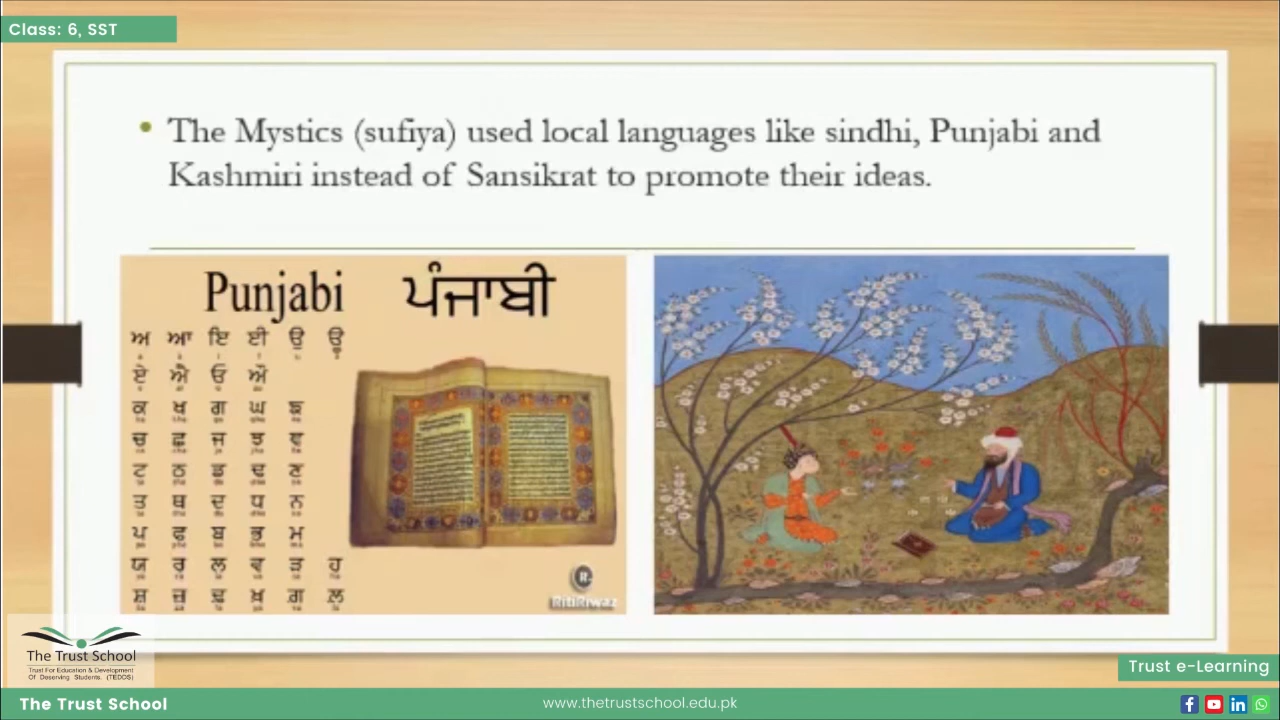 Class: 6, SST
• The Mystics (sufiya) used local languages like sindhi, Punjabi and
Kashmiri instead of Sansikrat to promote their ideas.
Punjabi ਪੰਜਾਬੀ
ਅ ਆ ਇ ਈ ਉ ਊ
ਏ ਐ ਓ ਔ
ਕ ਖ ਗ ਘ ਙ
ਚ ਛ ਜ ਝ ਞ
ਟ ਠ ਡ ਢ ਣ
ਤ ਥ ਦ ਧ ਨ
ਪ ਫ ਬ ਭ ਮ
ਯ ਰ ਲ ਵ ੜ ਹ
ਸ਼ ਜ਼ ਫ਼ ਖ਼ ਗ਼ ਲ਼
RitiRiwaz
The Trust School
Trust For Education & Development
Of Deserving Students. (TEDDS)
Trust e-Learning
The Trust School
www.thetrustschool.edu.pk